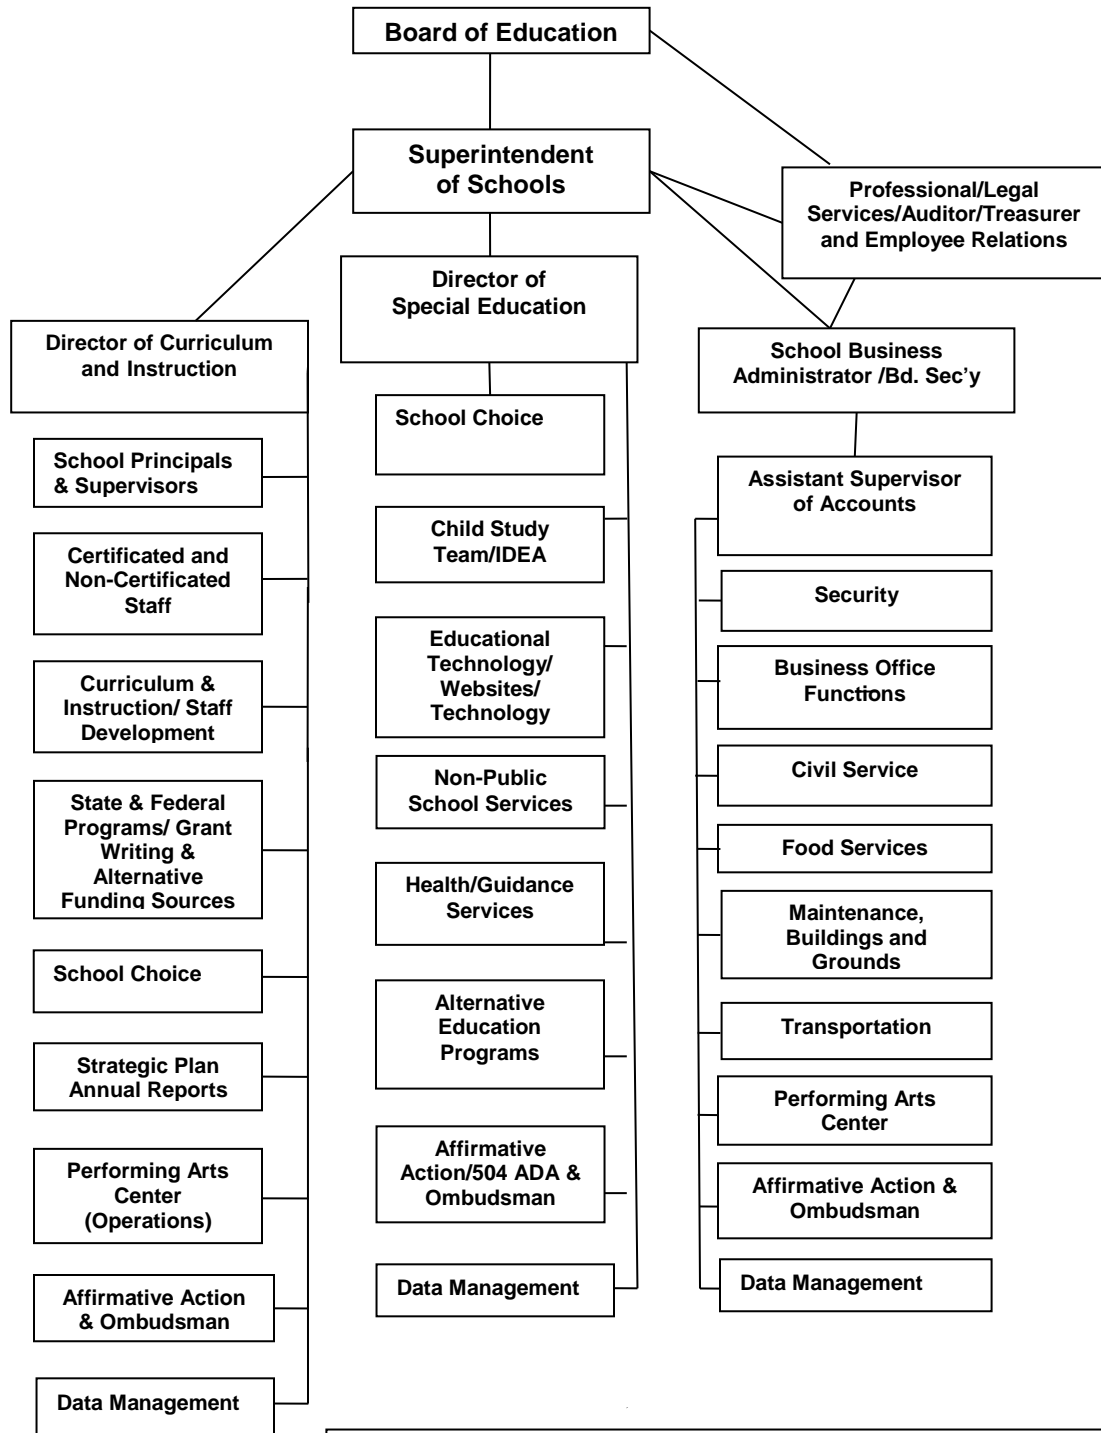 Board of Education
Superintendent
of Schools
Professional/Legal
Services/Auditor/Treasurer
and Employee Relations
Director of
Special Education
Director of Curriculum
and Instruction
School Business
Administrator /Bd. Sec’y
School Principals
& Supervisors
Certificated and
Non-Certificated
Staff
Curriculum &
Instruction/ Staff
Development
State & Federal
Programs/ Grant
Writing &
Alternative
Funding Sources
School Choice
Strategic Plan
Annual Reports
Performing Arts
Center
(Operations)
Affirmative Action
& Ombudsman
Data Management
School Choice
Child Study
Team/IDEA
Educational
Technology/
Websites/
Technology
Non-Public
School Services
Health/Guidance
Services
Alternative
Education
Programs
Affirmative
Action/504 ADA &
Ombudsman
Data Management
Assistant Supervisor
of Accounts
Security
Business Office
Functions
Civil Service
Food Services
Maintenance,
Buildings and
Grounds
Transportation
Performing Arts
Center
Affirmative Action &
Ombudsman
Data Management